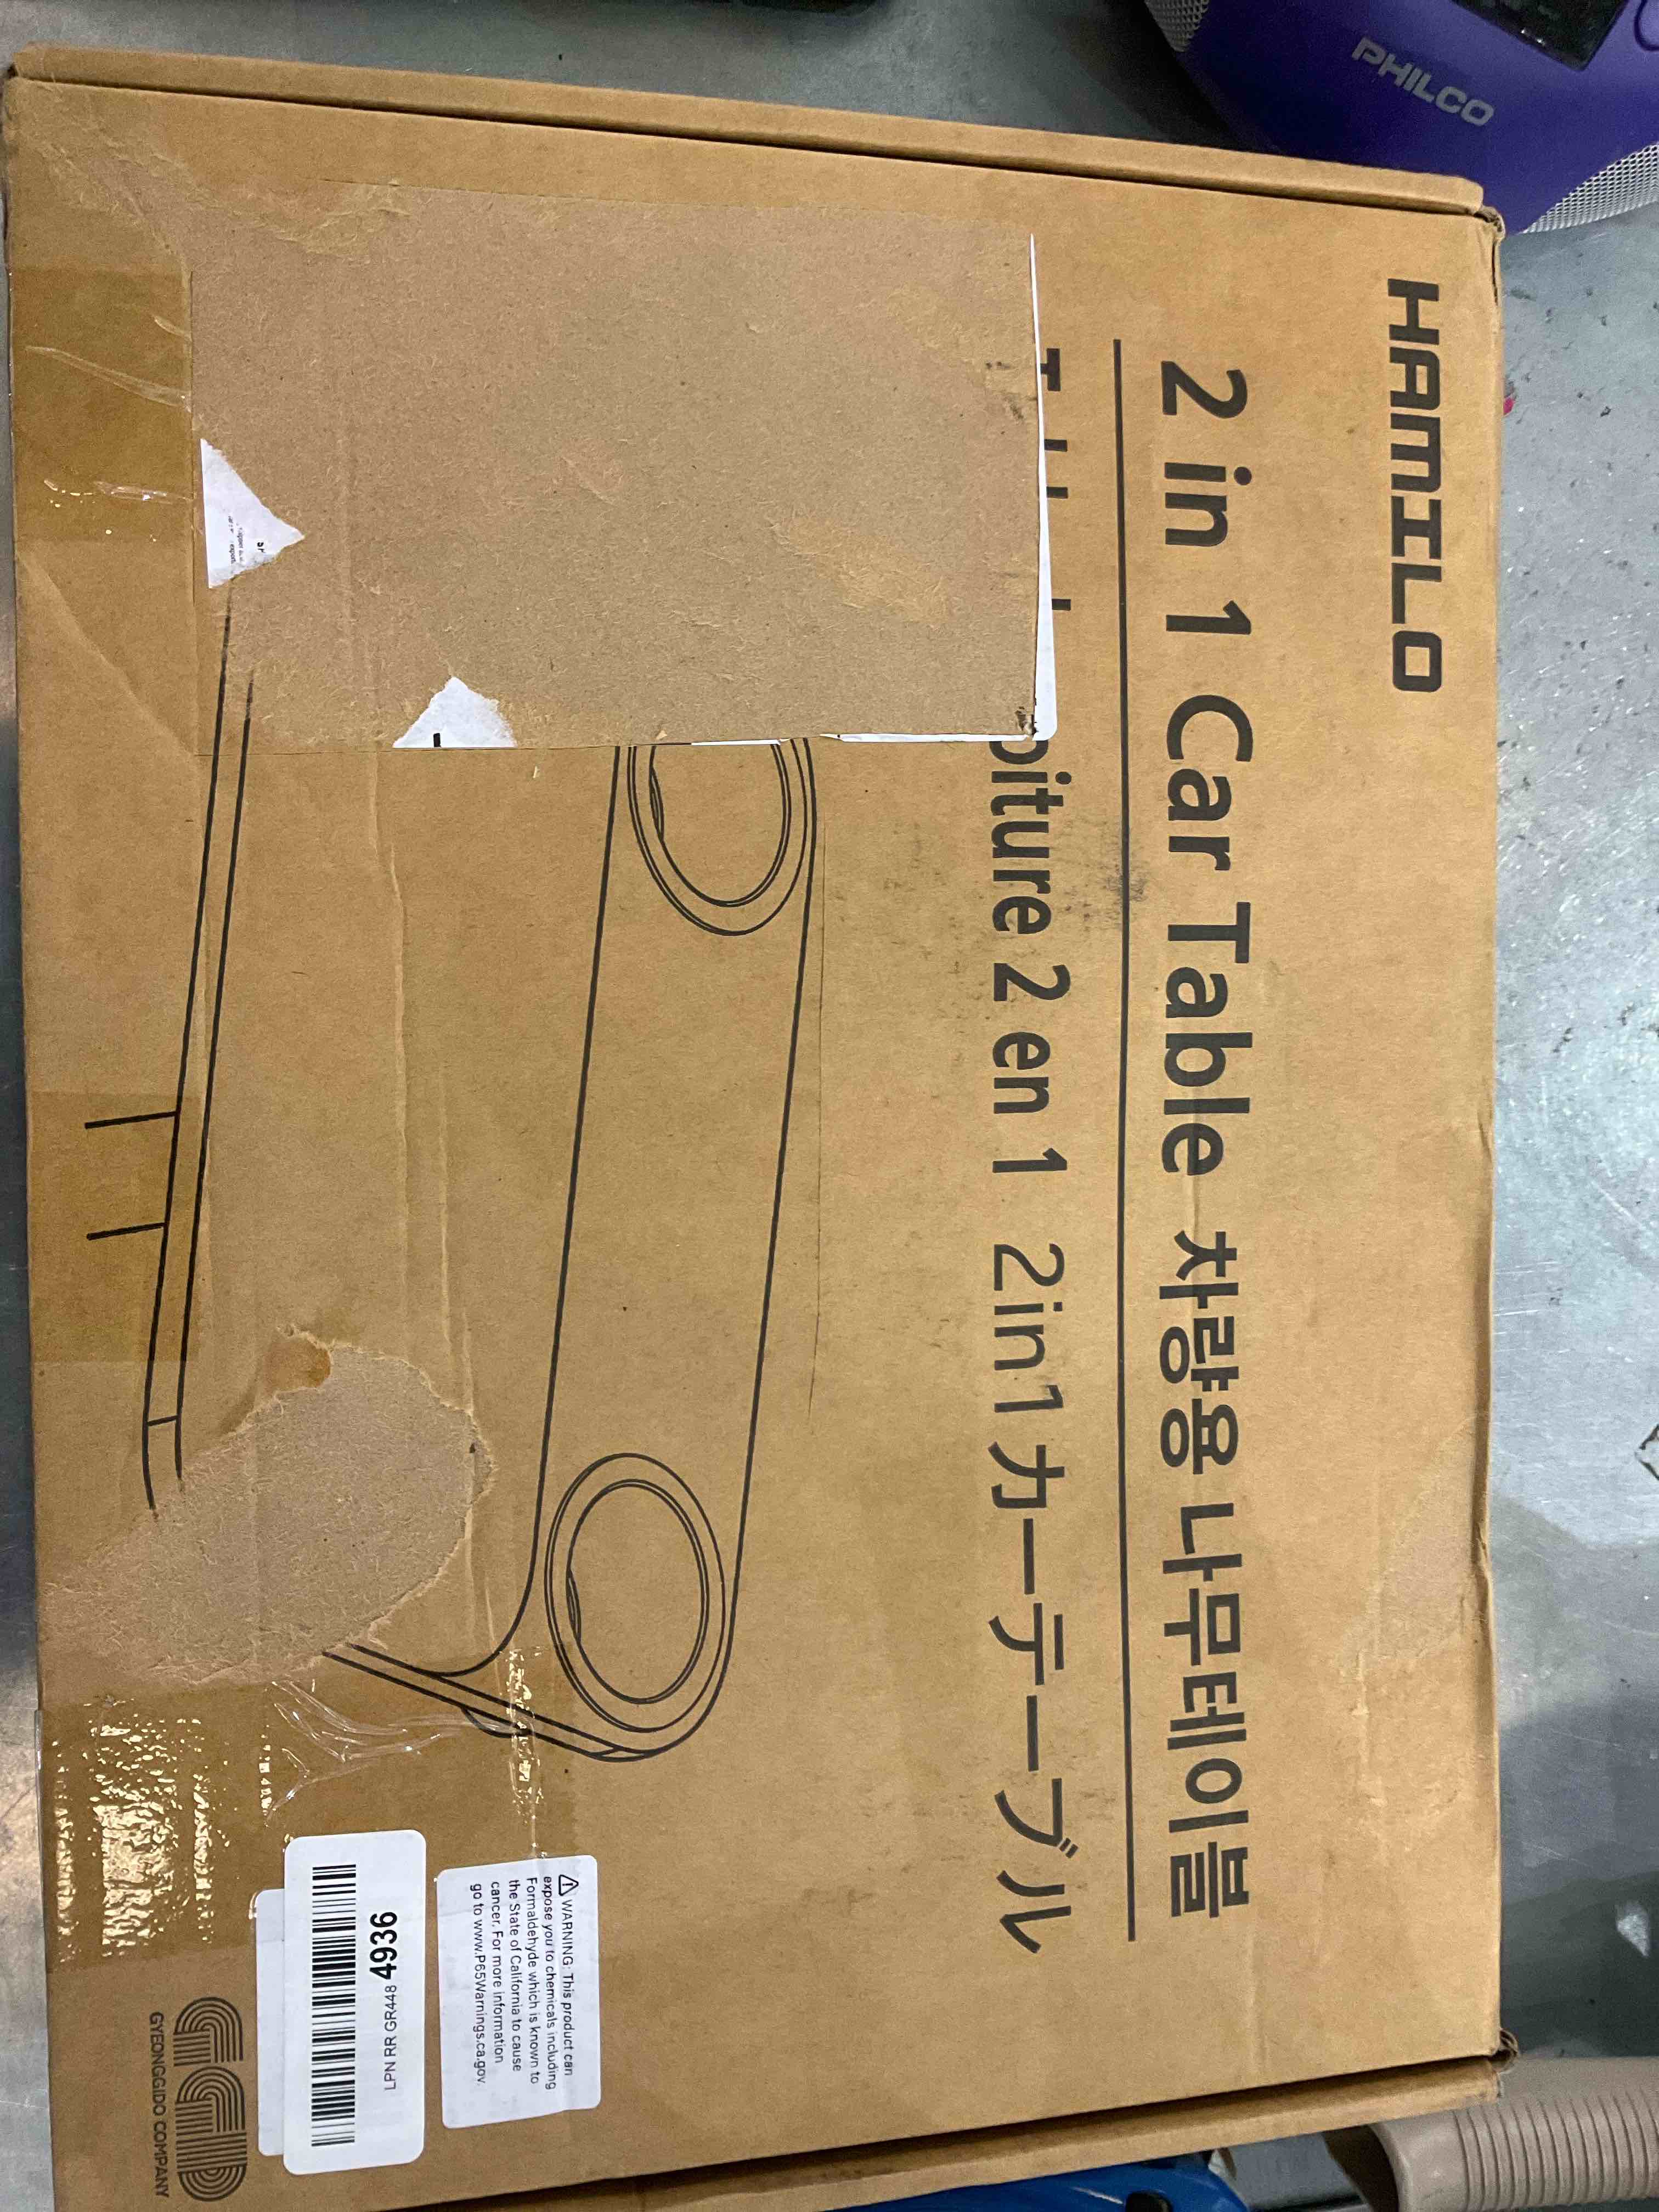 PHILCO
HAMILO
2 in 1 Car Table 차량용 나무테이블
oiture 2 en 1 2in1カーテーブル
⚠WARNING: This product can
expose you to chemicals including
Formaldehyde which is known to
the State of California to cause
cancer. For more information
go to www.P65Warnings.ca.gov.
LPN RR GR448 4936
GYEONGGIDO COMPANY